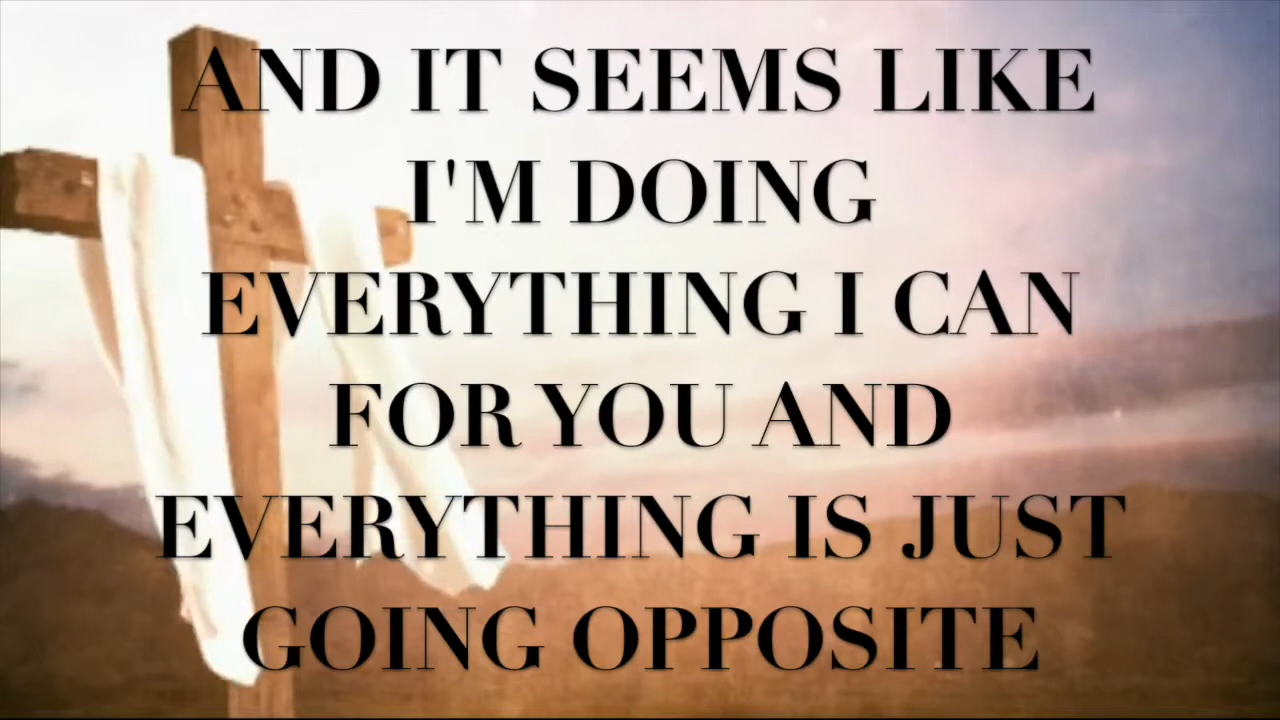 AND IT SEEMS LIKE
I'M DOING
EVERYTHING I CAN
FOR YOU AND
EVERYTHING IS JUST
GOING OPPOSITE